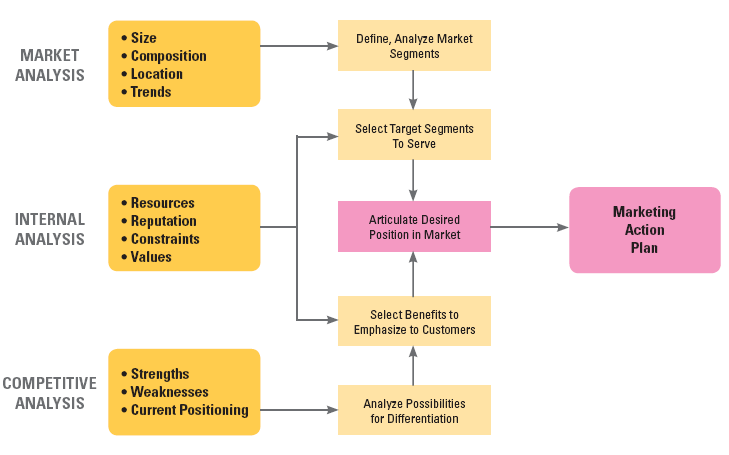 MARKET
ANALYSIS
• Size
• Composition
• Location
• Trends
Define, Analyze Market
Segments
Select Target Segments
To Serve
INTERNAL
ANALYSIS
• Resources
• Reputation
• Constraints
• Values
Articulate Desired
Position in Market
Marketing
Action
Plan
Select Benefits to
Emphasize to Customers
COMPETITIVE
ANALYSIS
• Strengths
• Weaknesses
• Current Positioning
Analyze Possibilities
for Differentiation